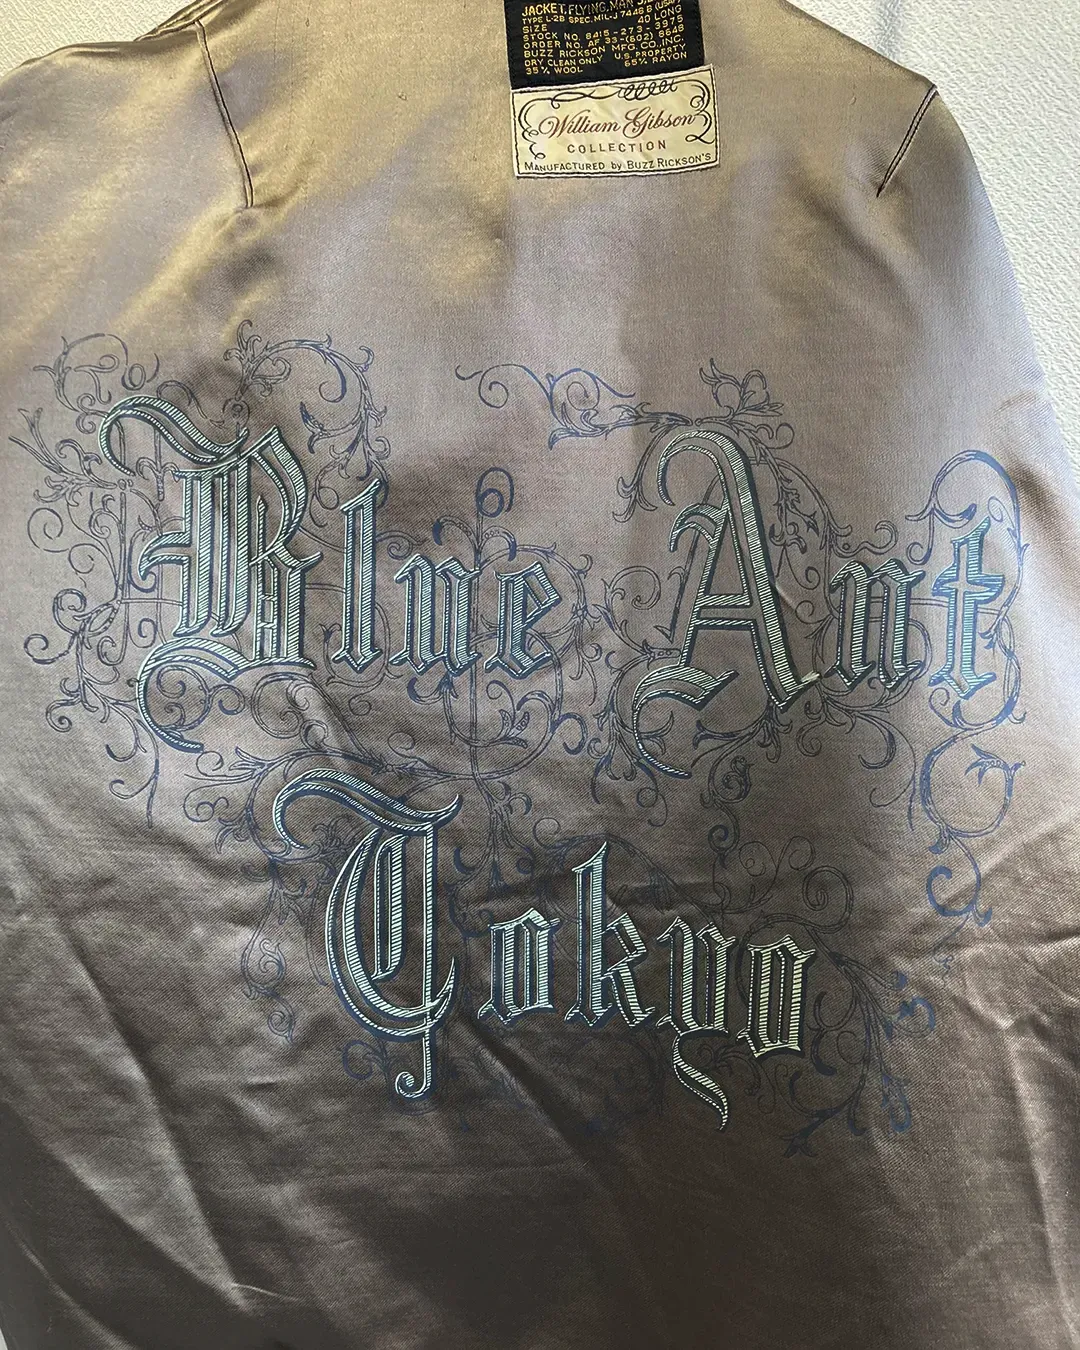 JACKET, FLYING, MAN'S,
TYPE L-2B SPEC. MIL-J 7448 B (USAF)
SIZE 40 LONG
STOCK NO. 8415-273-3975
ORDER NO. AF 33-(602) 8648
BUZZ RICKSON MFG. CO., INC.
DRY CLEAN ONLY U.S. PROPERTY
35% WOOL 65% RAYON
William Gibson
COLLECTION
MANUFACTURED by BUZZ RICKSON'S
Blue Ant
Tokyo